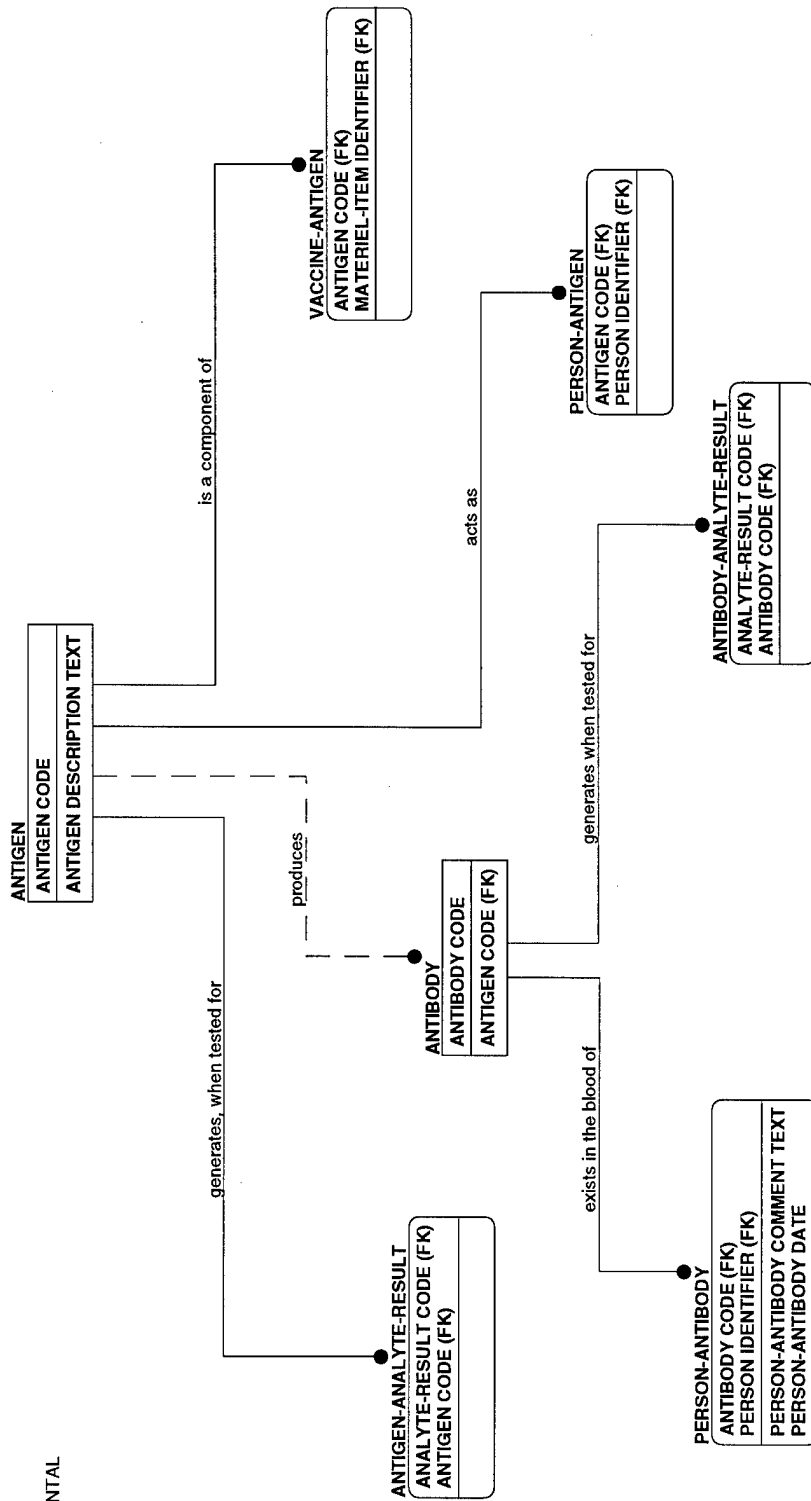 NTAL
ANTIGEN
ANTIGEN CODE
ANTIGEN DESCRIPTION TEXT
generates, when tested for
produces
acts as
is a component of
ANTIGEN-ANALYTE-RESULT
ANALYTE-RESULT CODE (FK)
ANTIGEN CODE (FK)
ANTIBODY
ANTIBODY CODE
ANTIGEN CODE (FK)
PERSON-ANTIGEN
ANTIGEN CODE (FK)
PERSON IDENTIFIER (FK)
VACCINE-ANTIGEN
ANTIGEN CODE (FK)
MATERIEL-ITEM IDENTIFIER (FK)
exists in the blood of
generates when tested for
PERSON-ANTIBODY
ANTIBODY CODE (FK)
PERSON IDENTIFIER (FK)
PERSON-ANTIBODY COMMENT TEXT
PERSON-ANTIBODY DATE
ANTIBODY-ANALYTE-RESULT
ANALYTE-RESULT CODE (FK)
ANTIBODY CODE (FK)